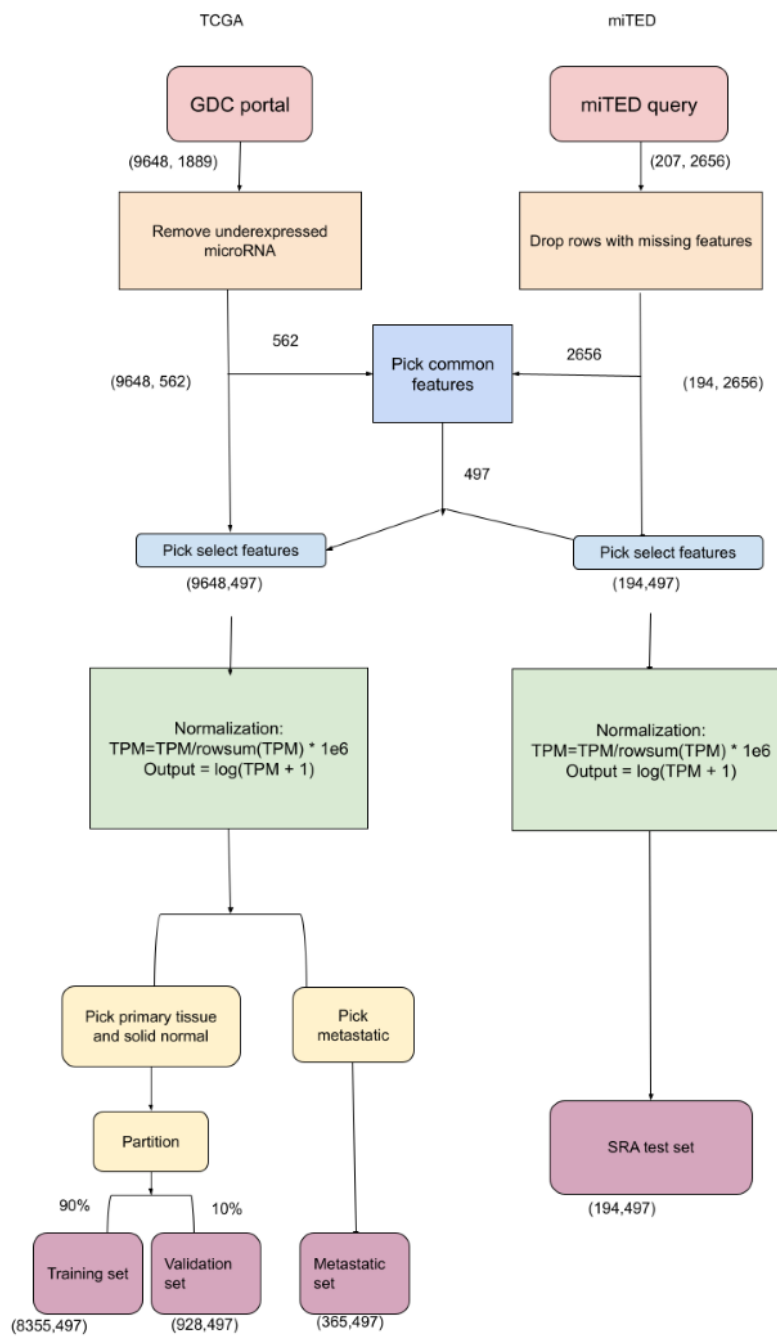 TCGA
miTED
GDC portal
miTED query
(9648, 1889)
(207, 2656)
Remove underexpressed
microRNA
Drop rows with missing features
562
Pick common
features
2656
(9648, 562)
(194, 2656)
497
Pick select features
Pick select features
(9648,497)
(194,497)
Normalization:
TPM=TPM/rowsum(TPM) * 1e6
Output = log(TPM + 1)
Normalization:
TPM=TPM/rowsum(TPM) * 1e6
Output = log(TPM + 1)
Pick primary tissue
and solid normal
Pick
metastatic
Partition
SRA test set
(194,497)
90%
10%
Training set
Validation
set
Metastatic
set
(8355,497)
(928,497)
(365,497)